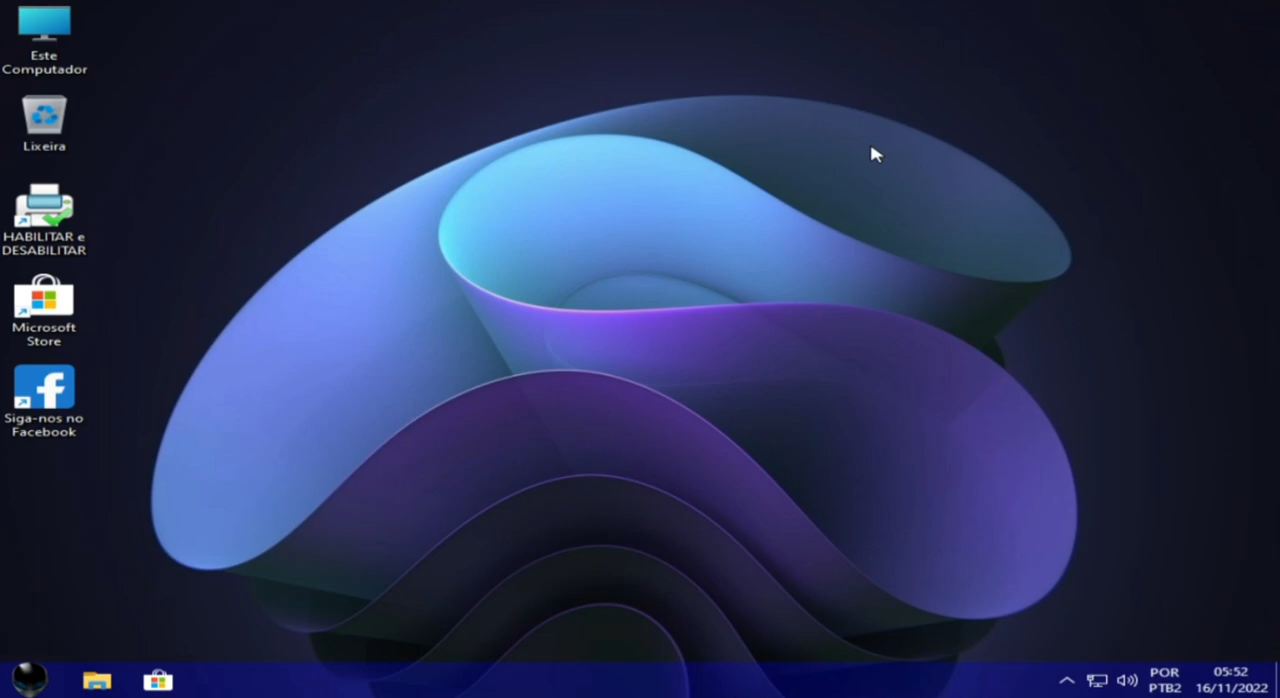 Este
Computador
Lixeira
HABILITAR e
DESABILITAR
Microsoft
Store
Siga-nos no
Facebook
POR
PTB2
05:52
16/11/2022